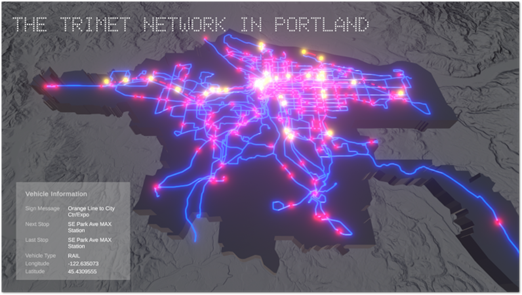 THE TRIMET NETWORK IN PORTLAND
Vehicle Information
Sign Message Orange Line to City
Ctr/Expo
Next Stop SE Park Ave MAX
Station
Last Stop SE Park Ave MAX
Station
Vehicle Type RAIL
Longitude -122.635073
Latitude 45.4309555